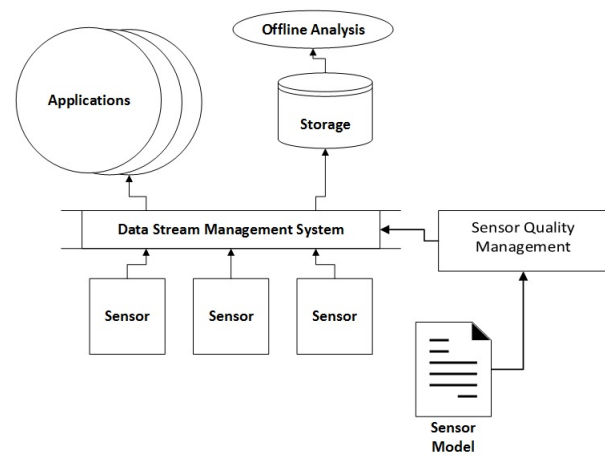 Offline Analysis
Applications
Storage
Data Stream Management System
Sensor Quality
Management
Sensor
Sensor
Sensor
Sensor
Model